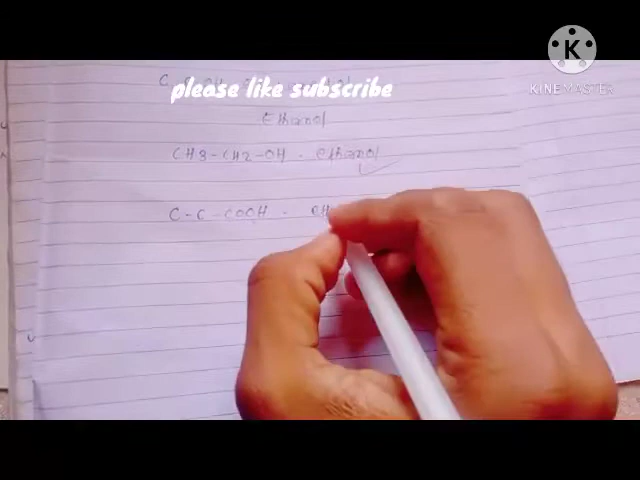 please like subscribe
KINEMASTER
Ethanol
CH3-CH2-OH - Ethanol
C-C-COOH -